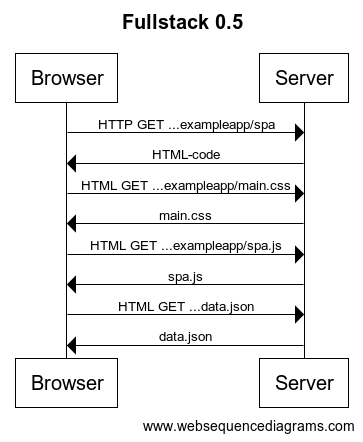 Fullstack 0.5
Browser
Server
HTTP GET ...exampleapp/spa
HTML-code
HTML GET ...exampleapp/main.css
main.css
HTML GET ...exampleapp/spa.js
spa.js
HTML GET ...data.json
data.json
Browser
Server
www.websequencediagrams.com